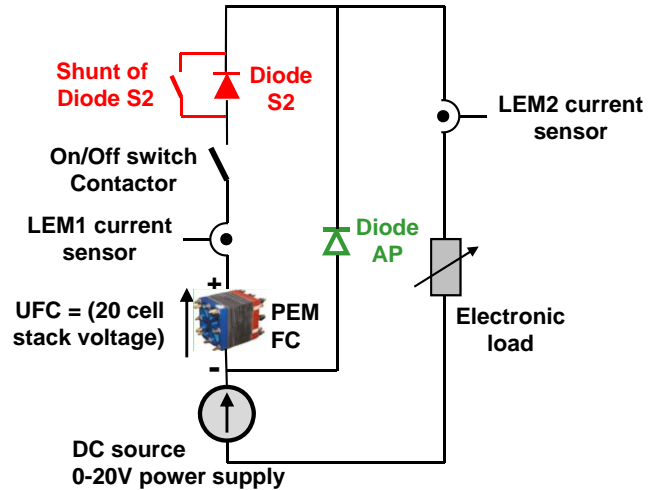 Shunt of
Diode S2
Diode
S2
LEM2 current
sensor
On/Off switch
Contactor
LEM1 current
sensor
Diode
AP
+
UFC = (20 cell
stack voltage)
PEM
FC
Electronic
load
-
DC source
0-20V power supply